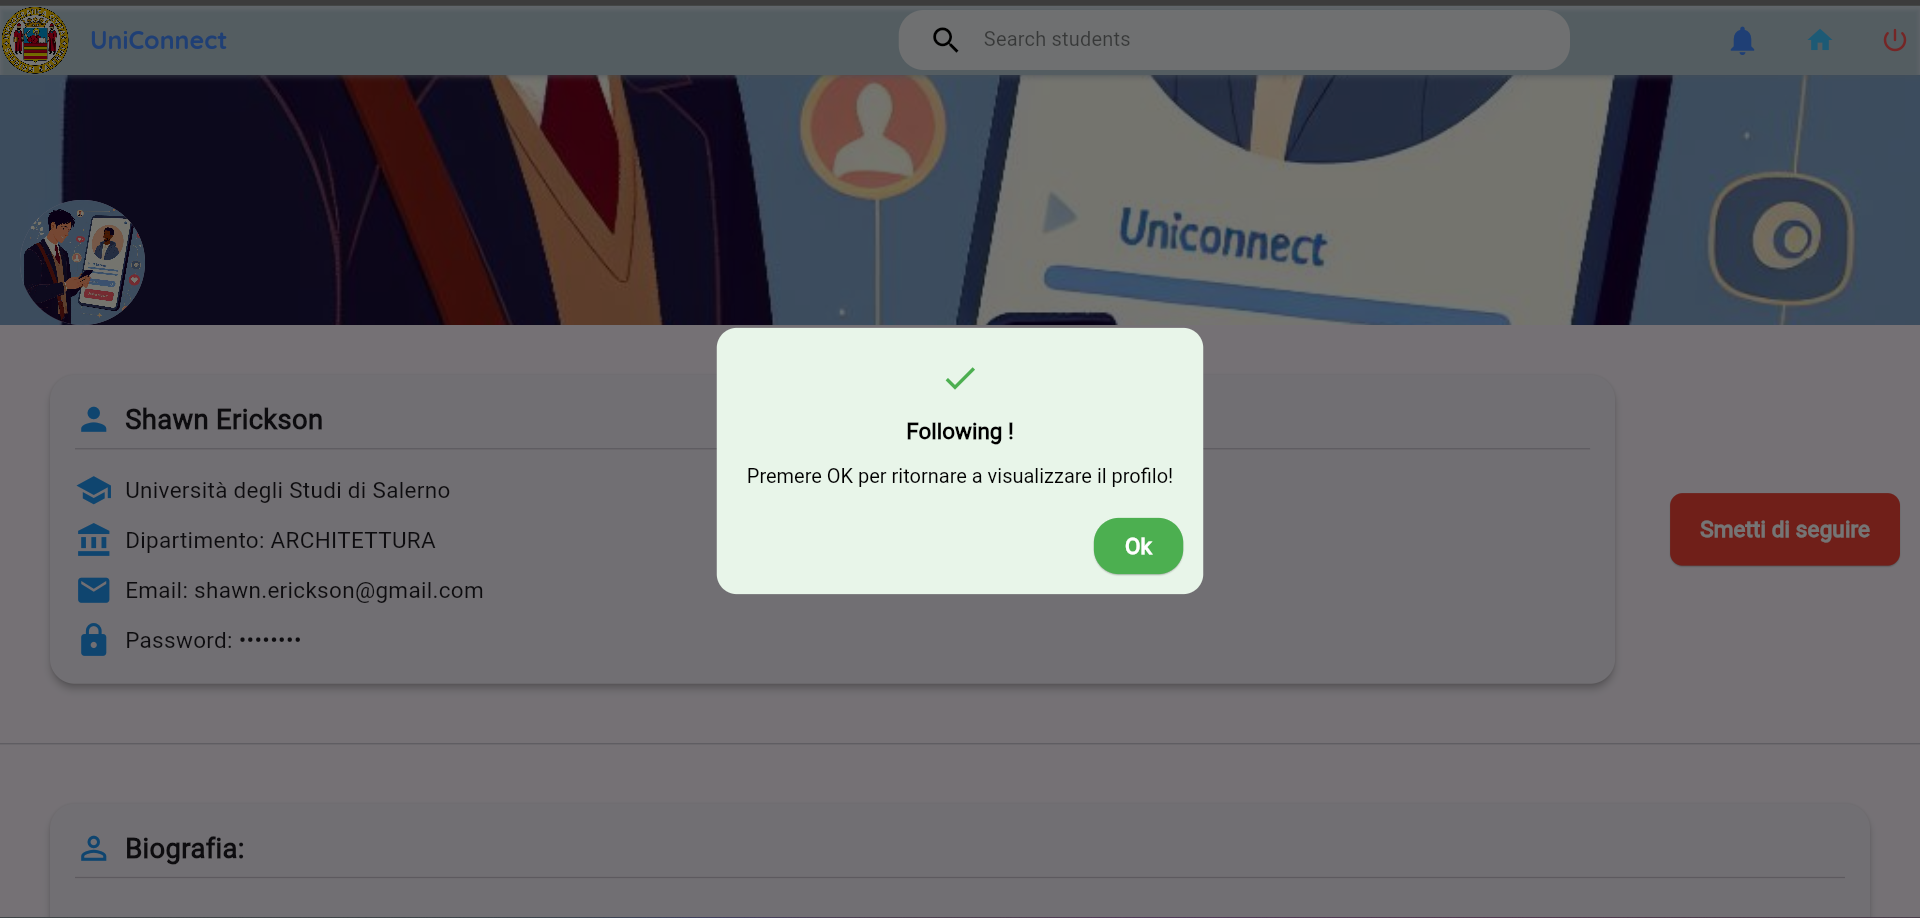 UniConnect
Search students
Uniconnect
Following !
Premere OK per ritornare a visualizzare il profilo!
Ok
Shawn Erickson
Università degli Studi di Salerno
Dipartimento: ARCHITETTURA
Email: shawn.erickson@gmail.com
Password: ••••••••
Smetti di seguire
Biografia: